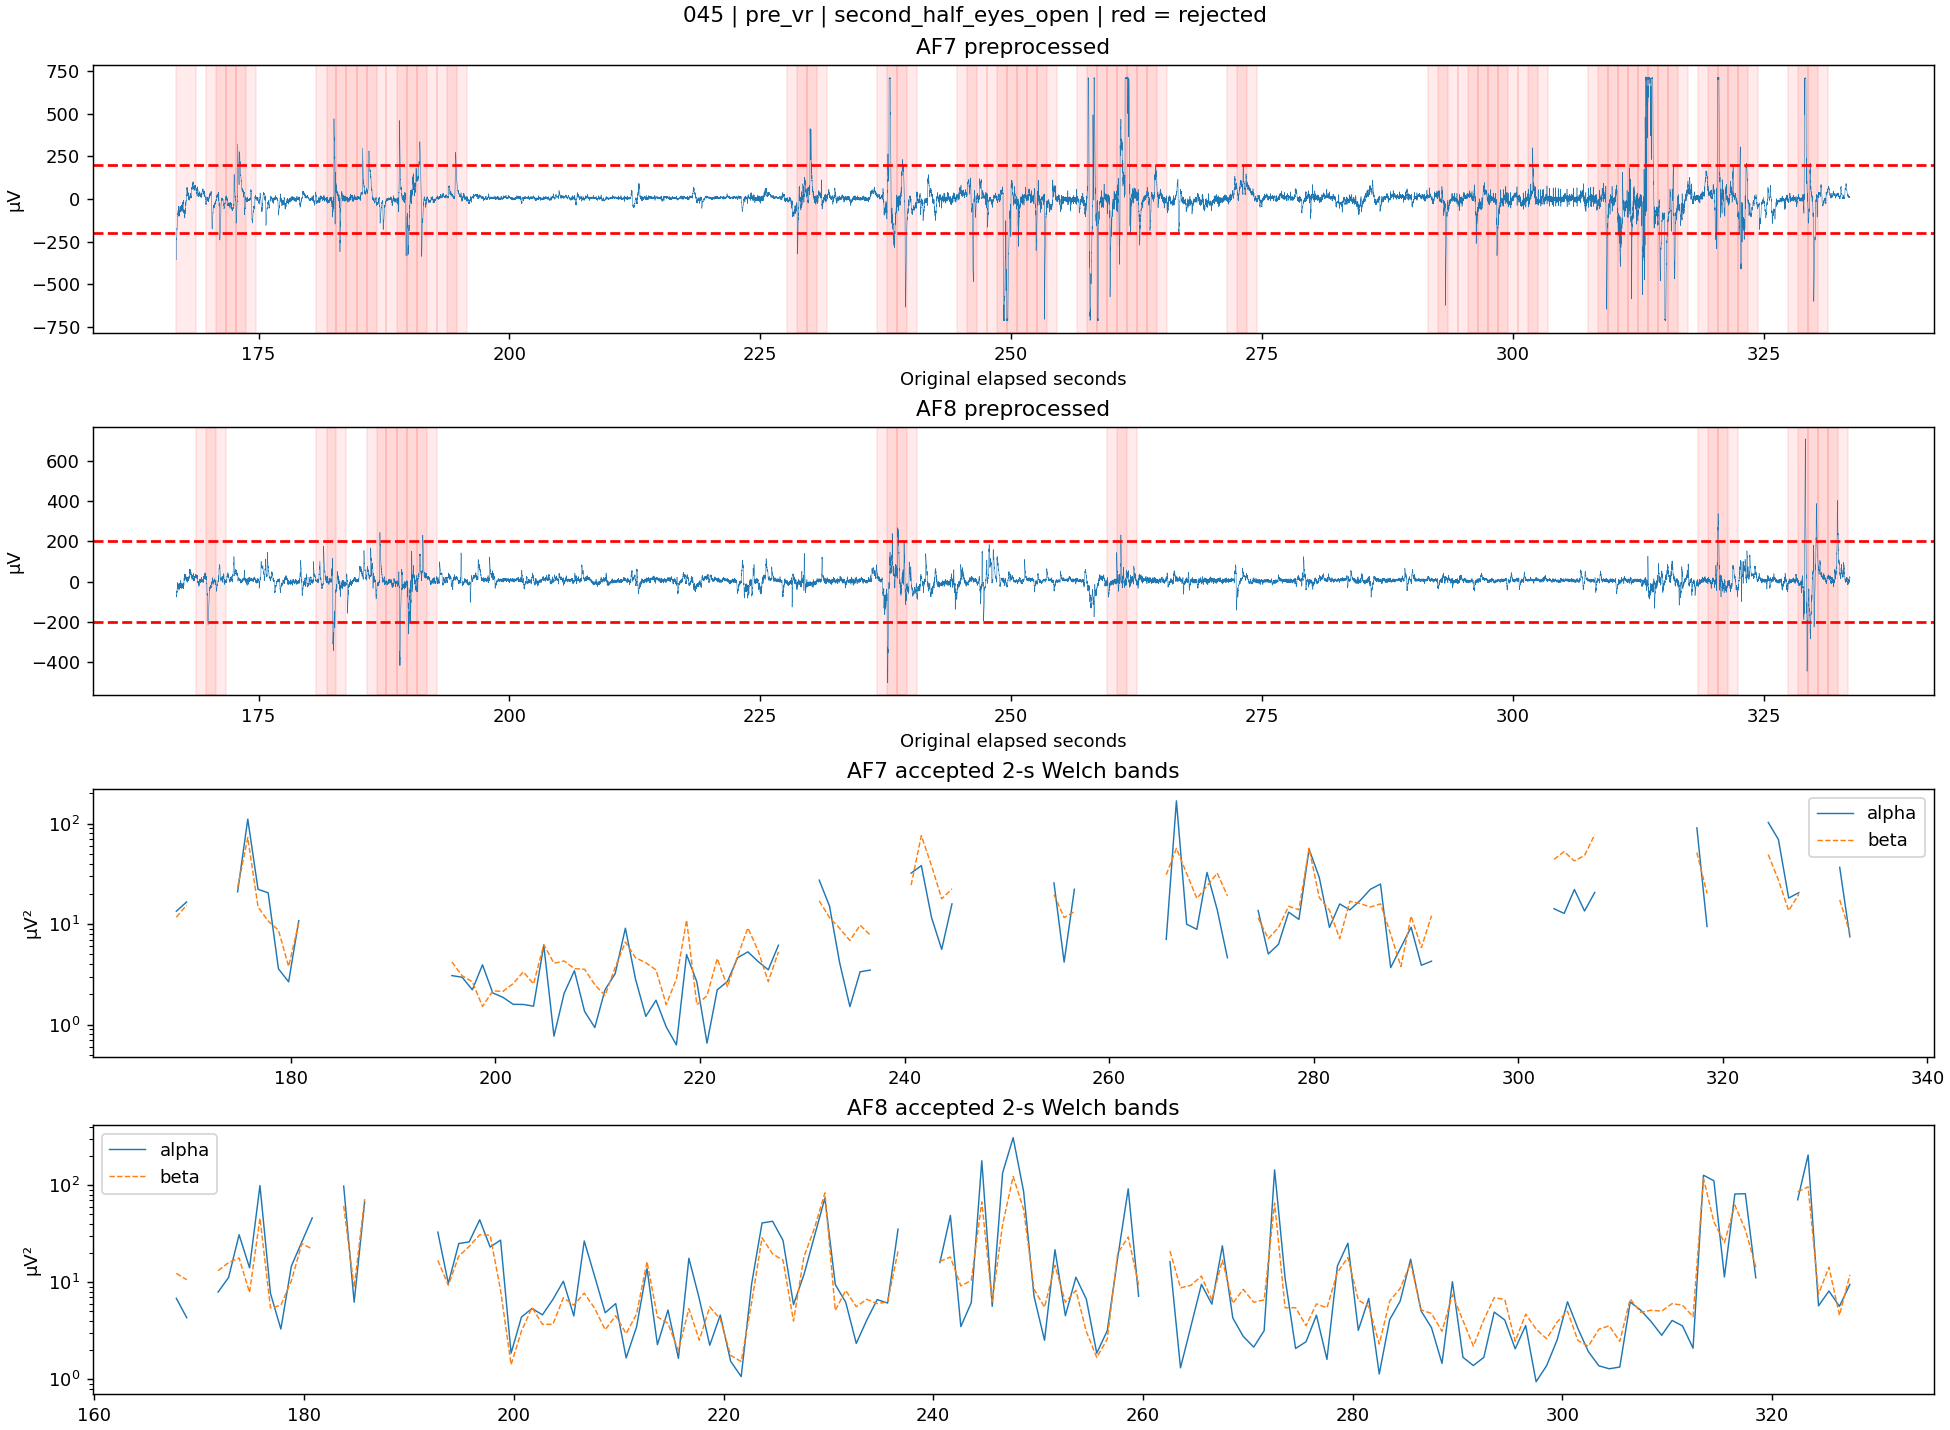 045 | pre_vr | second_half_eyes_open | red = rejected
AF7 preprocessed
750
500
250
0
−250
−500
−750
µV
175 200 225 250 275 300 325
Original elapsed seconds
AF8 preprocessed
600
400
200
0
−200
−400
µV
175 200 225 250 275 300 325
Original elapsed seconds
AF7 accepted 2-s Welch bands
alpha
beta
10²
10¹
10⁰
µV²
180 200 220 240 260 280 300 320 340
AF8 accepted 2-s Welch bands
alpha
beta
10²
10¹
10⁰
µV²
160 180 200 220 240 260 280 300 320